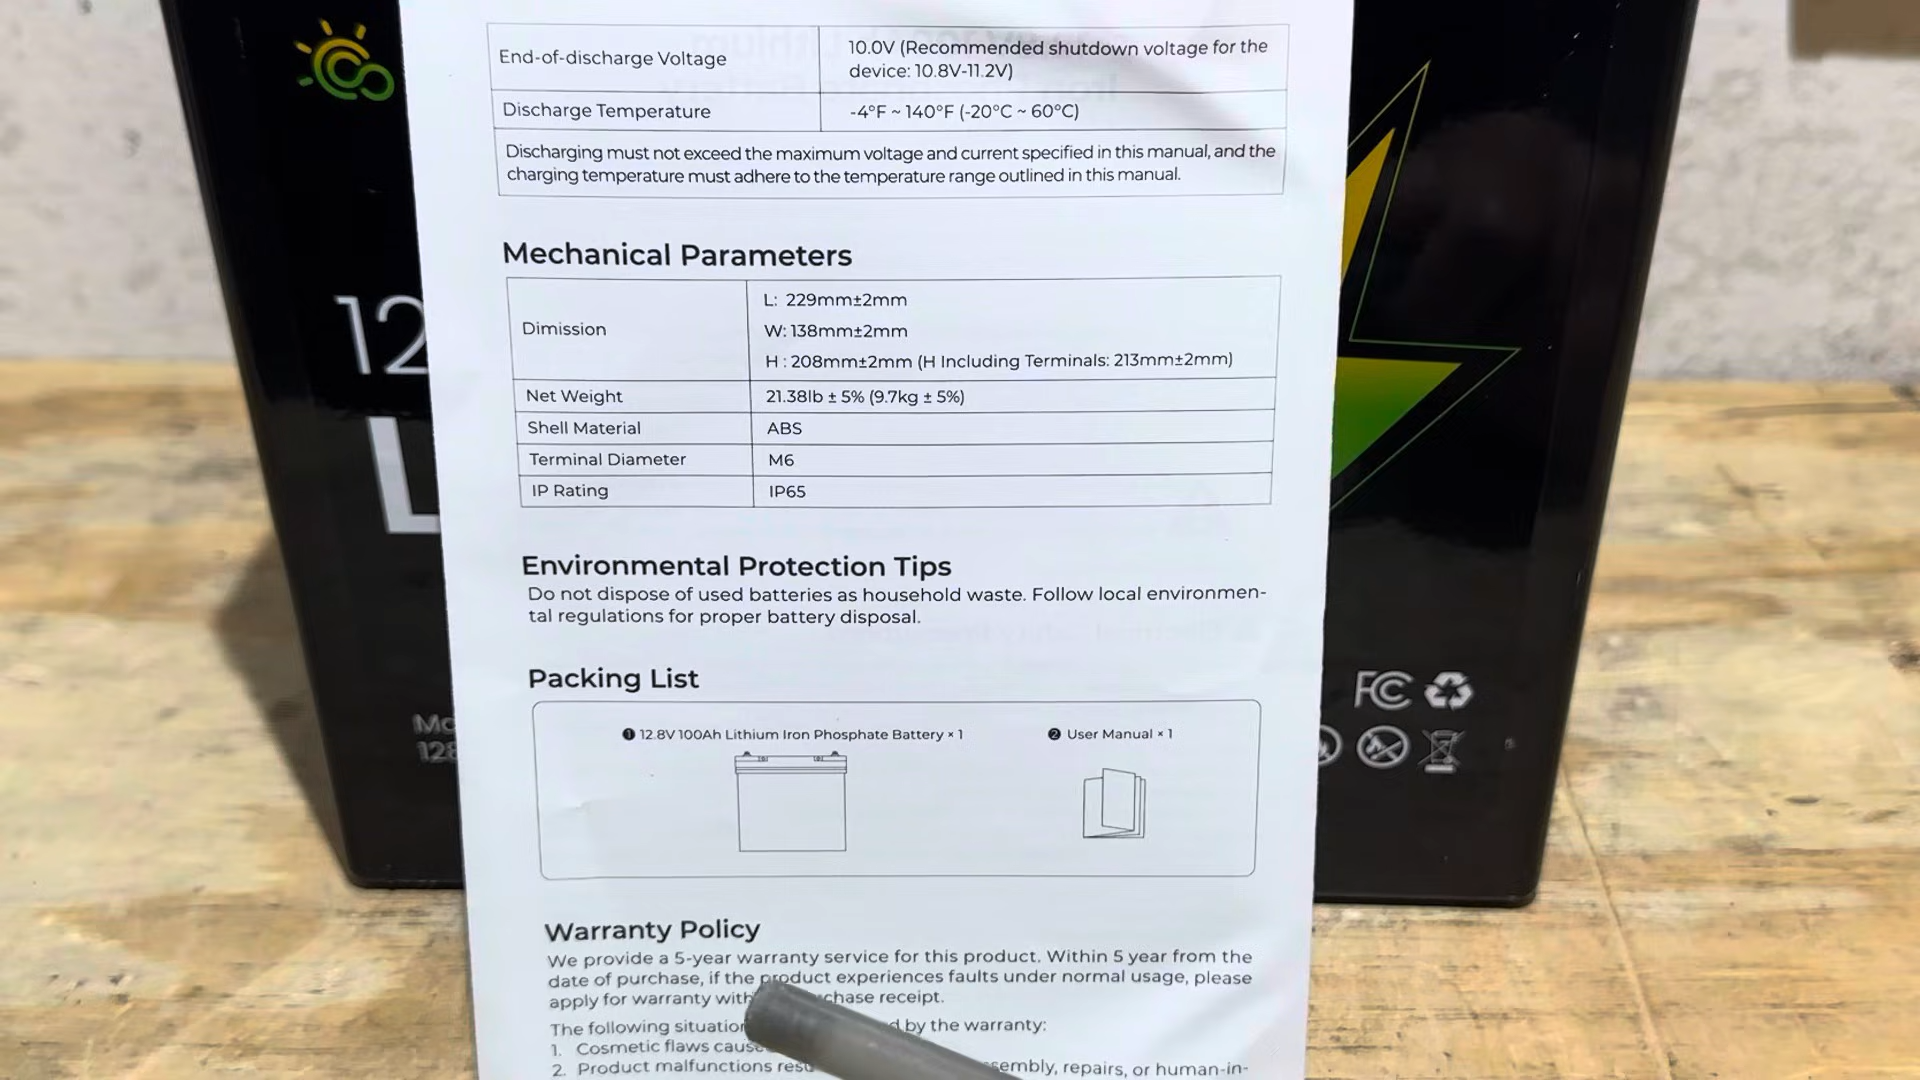 End-of-discharge Voltage
10.0V (Recommended shutdown voltage for the
device: 10.8V-11.2V)
Discharge Temperature
-4°F ~ 140°F (-20°C ~ 60°C)
Discharging must not exceed the maximum voltage and current specified in this manual, and the
charging temperature must adhere to the temperature range outlined in this manual.
Mechanical Parameters
Dimission
L: 229mm±2mm
W: 138mm±2mm
H : 208mm±2mm (H Including Terminals: 213mm±2mm)
Net Weight
21.38lb ± 5% (9.7kg ± 5%)
Shell Material
ABS
Terminal Diameter
M6
IP Rating
IP65
Environmental Protection Tips
Do not dispose of used batteries as household waste. Follow local environmen-
tal regulations for proper battery disposal.
Packing List
1 12.8V 100Ah Lithium Iron Phosphate Battery × 1
2 User Manual × 1
Warranty Policy
We provide a 5-year warranty service for this product. Within 5 year from the
date of purchase, if the product experiences faults under normal usage, please
apply for warranty chase receipt.
The following by the warranty:
1. Cosmetic flaws
2. Product malfunctions repairs, or human-in-
12
L
FC